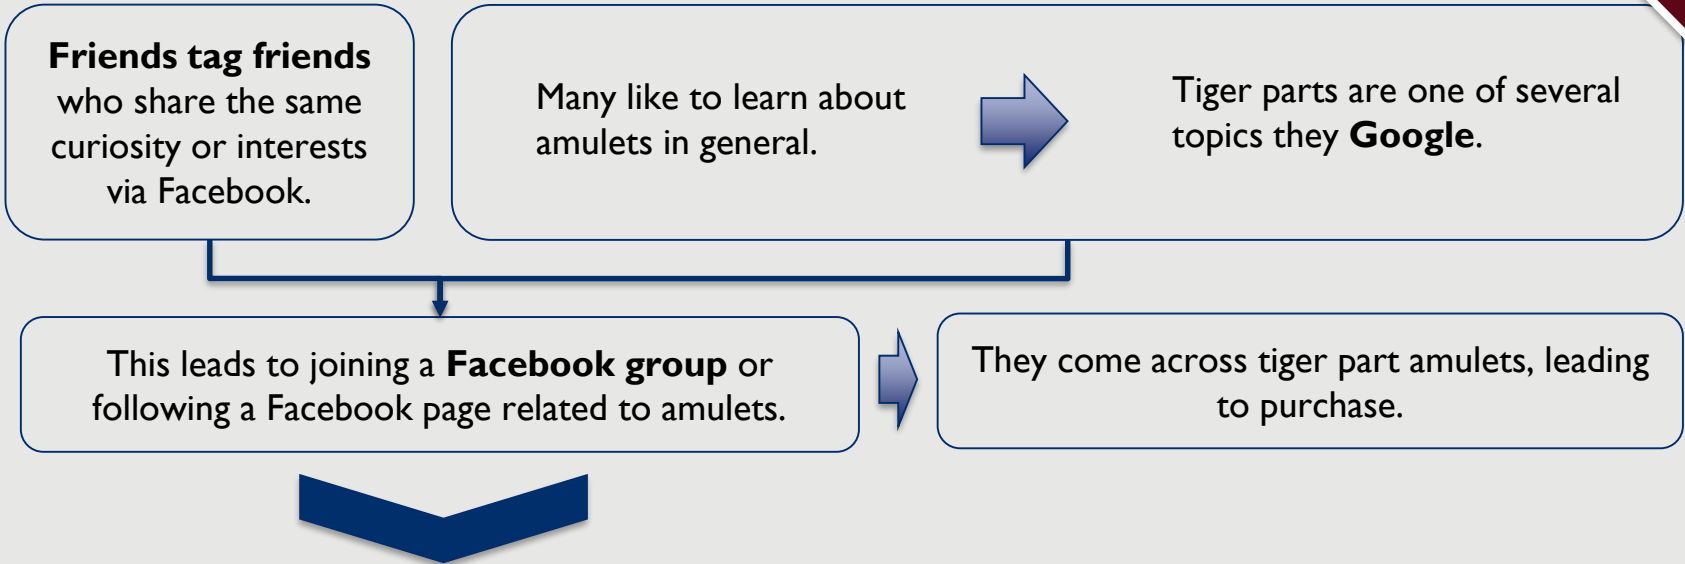 Friends tag friends
who share the same
curiosity or interests
via Facebook.
Many like to learn about
amulets in general.
Tiger parts are one of several
topics they Google.
This leads to joining a Facebook group or
following a Facebook page related to amulets.
They come across tiger part amulets, leading
to purchase.